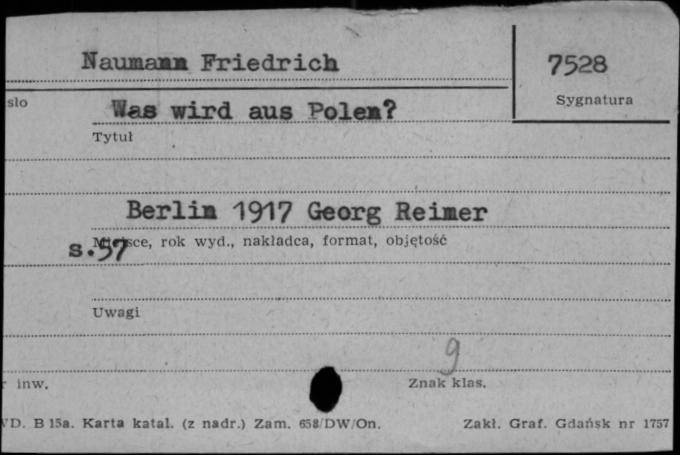 Naumann Friedrich
7528
Sygnatura
sło
Was wird aus Polen?
Tytuł
Berlin 1917 Georg Reimer
Miejsce, rok wyd., nakładca, format, objętość
s.57
Uwagi
9
r inw.
Znak klas.
VD. B 15a. Karta katal. (z nadr.) Zam. 658/DW/On.
Zakł. Graf. Gdańsk nr 1757